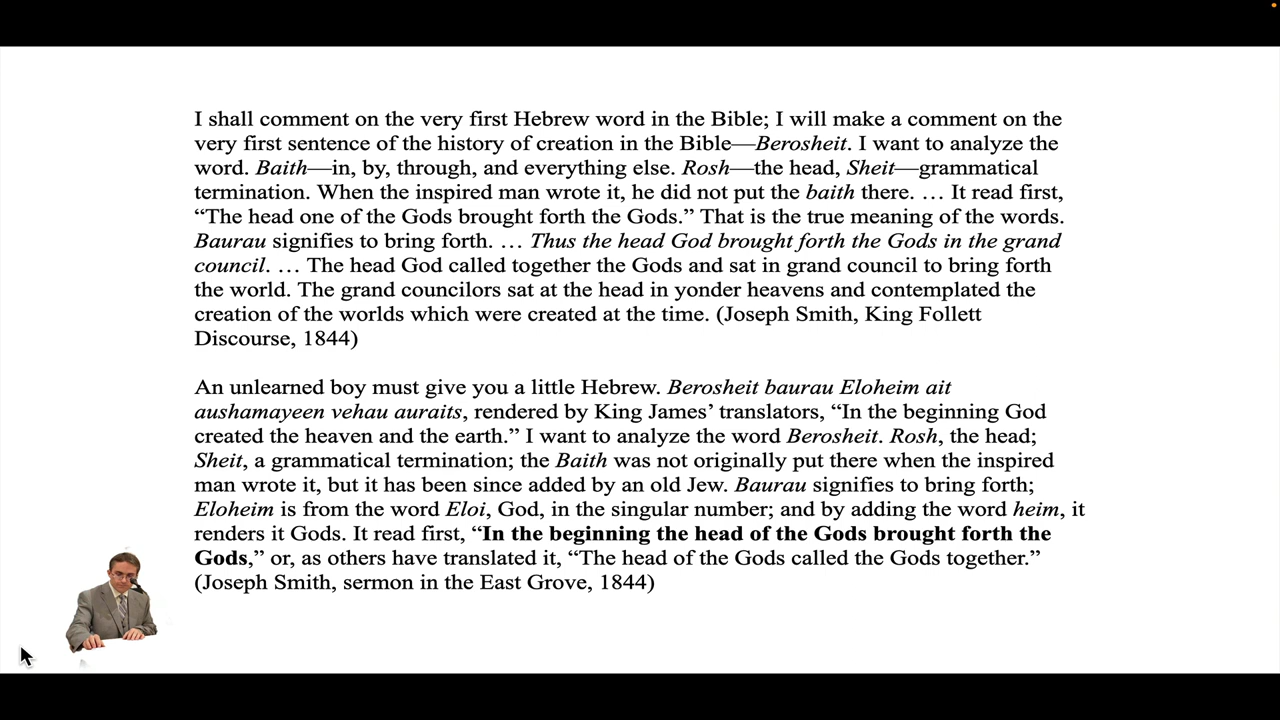 I shall comment on the very first Hebrew word in the Bible; I will make a comment on the
very first sentence of the history of creation in the Bible—Berosheit. I want to analyze the
word. Baith—in, by, through, and everything else. Rosh—the head, Sheit—grammatical
termination. When the inspired man wrote it, he did not put the baith there. … It read first,
“The head one of the Gods brought forth the Gods.” That is the true meaning of the words.
Baurau signifies to bring forth. … Thus the head God brought forth the Gods in the grand
council. … The head God called together the Gods and sat in grand council to bring forth
the world. The grand councilors sat at the head in yonder heavens and contemplated the
creation of the worlds which were created at the time. (Joseph Smith, King Follett
Discourse, 1844)
An unlearned boy must give you a little Hebrew. Berosheit baurau Eloheim ait
aushamayeen vehau auraits, rendered by King James’ translators, “In the beginning God
created the heaven and the earth.” I want to analyze the word Berosheit. Rosh, the head;
Sheit, a grammatical termination; the Baith was not originally put there when the inspired
man wrote it, but it has been since added by an old Jew. Baurau signifies to bring forth;
Eloheim is from the word Eloi, God, in the singular number; and by adding the word heim, it
renders it Gods. It read first, “In the beginning the head of the Gods brought forth the
Gods,” or, as others have translated it, “The head of the Gods called the Gods together.”
(Joseph Smith, sermon in the East Grove, 1844)